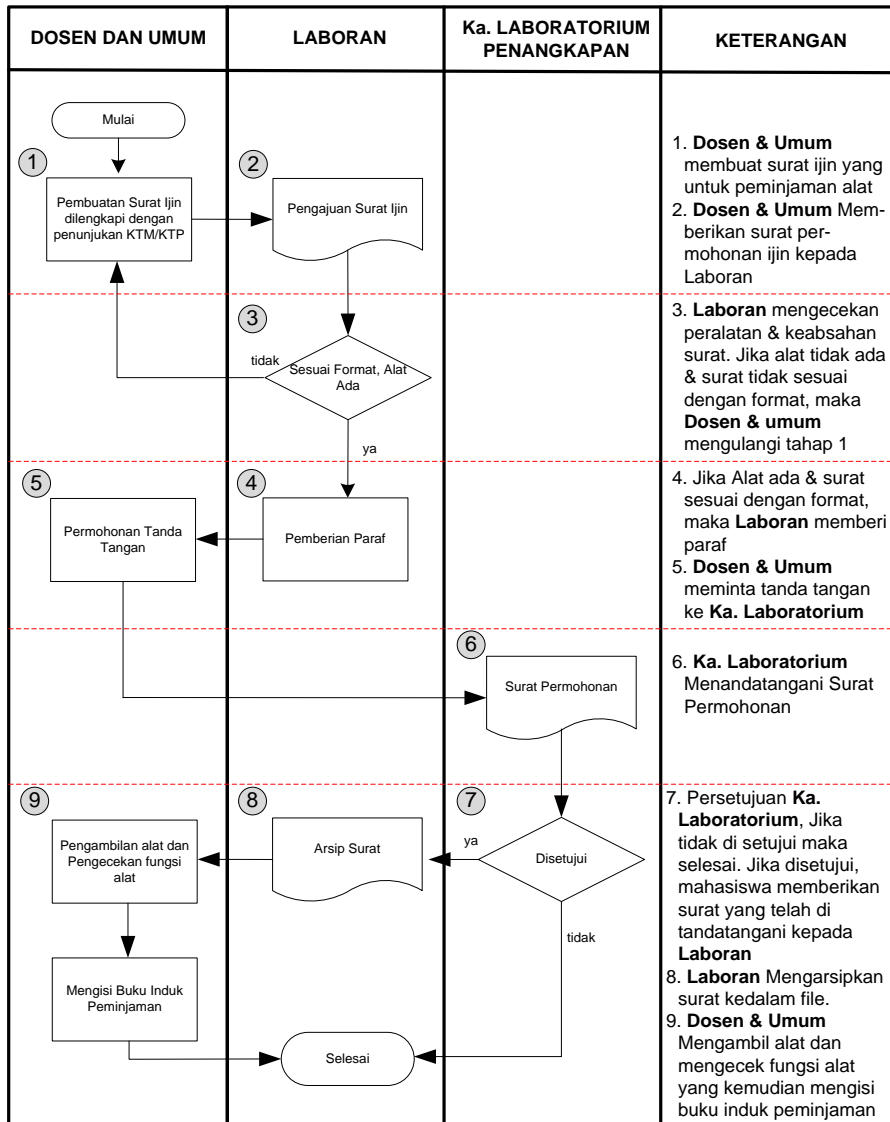 DOSEN DAN UMUM
LABORAN
Ka. LABORATORIUM
PENANGKAPAN
KETERANGAN
Mulai
1
Pembuatan Surat Ijin
dilengkapi dengan
penunjukan KTM/KTP
2
Pengajuan Surat Ijin
1. Dosen & Umum
membuat surat ijin yang
untuk peminjaman alat
2. Dosen & Umum Mem-
berikan surat per-
mohonan ijin kepada
Laboran
3
tidak
Sesuai Format, Alat
Ada
ya
3. Laboran mengecekan
peralatan & keabsahan
surat. Jika alat tidak ada
& surat tidak sesuai
dengan format, maka
Dosen & umum
mengulangi tahap 1
5
Permohonan Tanda
Tangan
4
Pemberian Paraf
4. Jika Alat ada & surat
sesuai dengan format,
maka Laboran memberi
paraf
5. Dosen & Umum
meminta tanda tangan
ke Ka. Laboratorium
6
Surat Permohonan
6. Ka. Laboratorium
Menandatangani Surat
Permohonan
9
Pengambilan alat dan
Pengecekan fungsi
alat
8
Arsip Surat
7
ya
Disetujui
tidak
Mengisi Buku Induk
Peminjaman
Selesai
7. Persetujuan Ka.
Laboratorium, Jika
tidak di setujui maka
selesai. Jika disetujui,
mahasiswa memberikan
surat yang telah di
tandatangani kepada
Laboran
8. Laboran Mengarsipkan
surat kedalam file.
9. Dosen & Umum
Mengambil alat dan
mengecek fungsi alat
yang kemudian mengisi
buku induk peminjaman